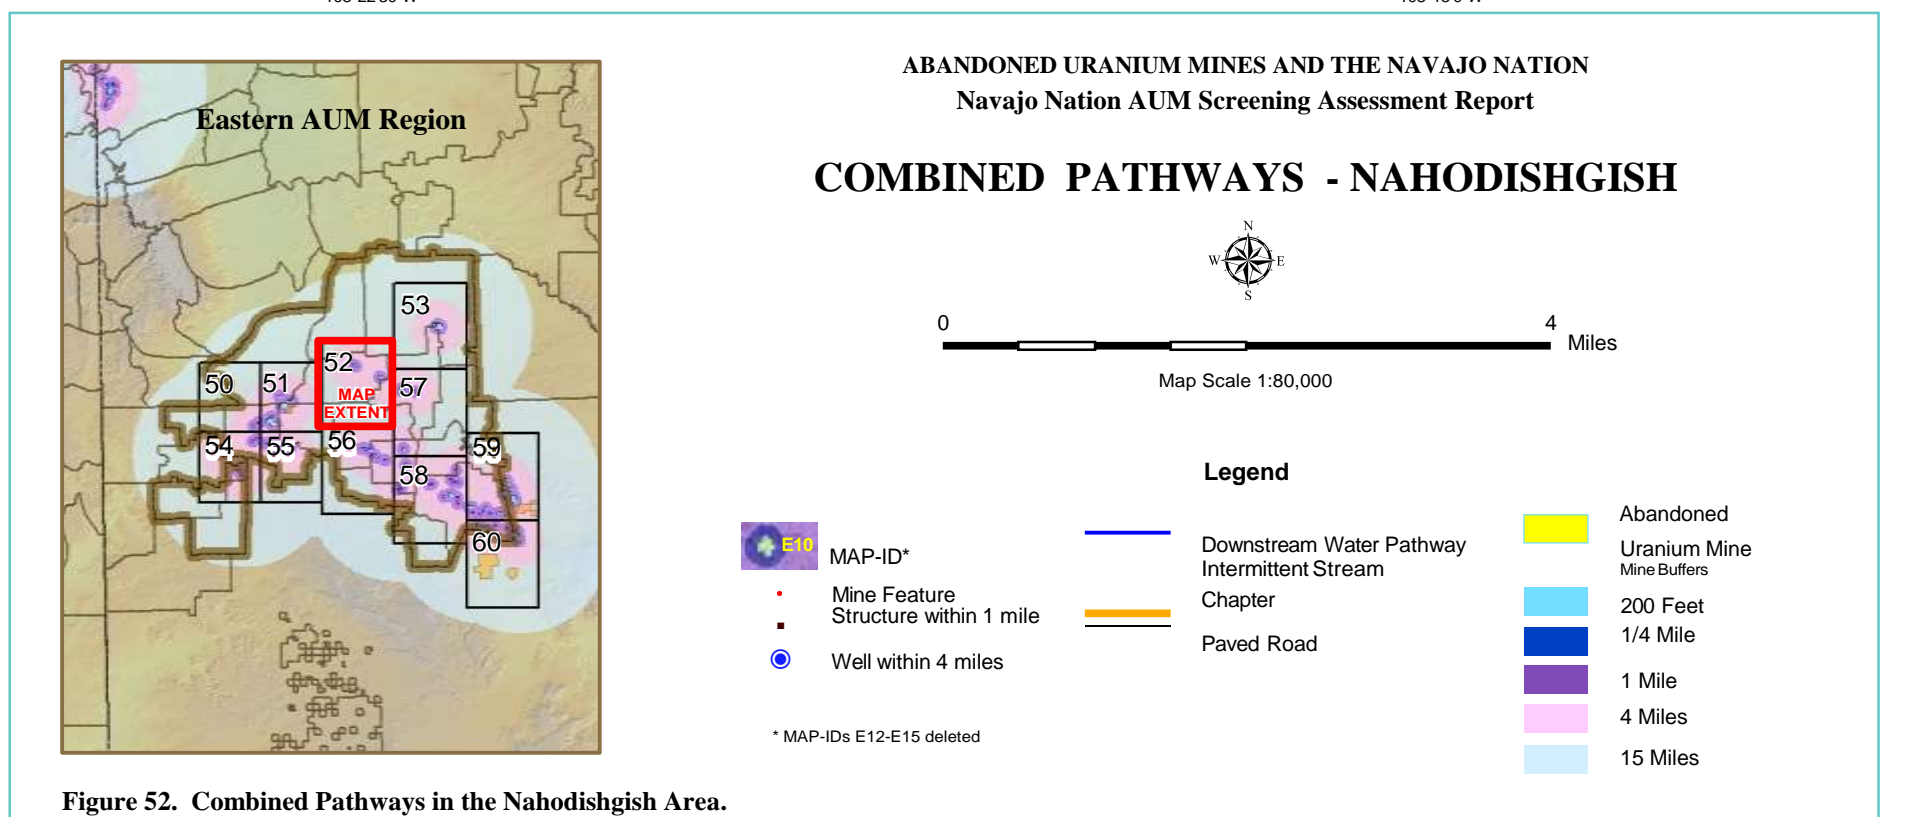 Eastern AUM Region
53
52
MAP
EXTENT
50
51
57
54
55
56
59
58
60
ABANDONED URANIUM MINES AND THE NAVAJO NATION
Navajo Nation AUM Screening Assessment Report
COMBINED PATHWAYS - NAHODISHGISH
N
W E
S
0 4
Miles
Map Scale 1:80,000
Legend
E10 MAP-ID*
Mine Feature
Structure within 1 mile
Well within 4 miles
* MAP-IDs E12-E15 deleted
Downstream Water Pathway
Intermittent Stream
Chapter
Paved Road
Abandoned
Uranium Mine
Mine Buffers
200 Feet
1/4 Mile
1 Mile
4 Miles
15 Miles
Figure 52. Combined Pathways in the Nahodishgish Area.